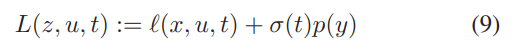 L(z, u, t) := ℓ(x, u, t) + σ(t)p(y) (9)